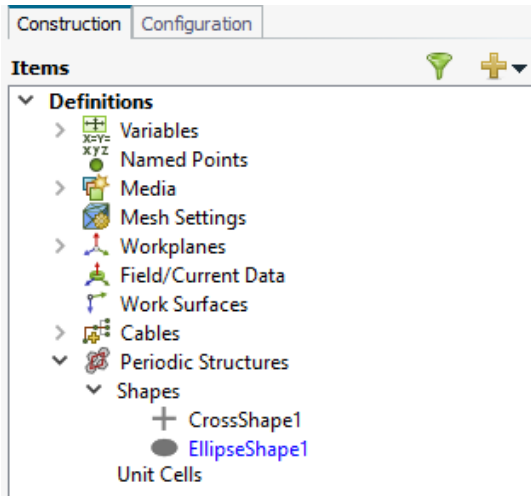 Construction Configuration
Items
Definitions
X=Y= Variables
XYZ Named Points
Media
Mesh Settings
Workplanes
Field/Current Data
Work Surfaces
Cables
Periodic Structures
Shapes
CrossShape1
EllipseShape1
Unit Cells